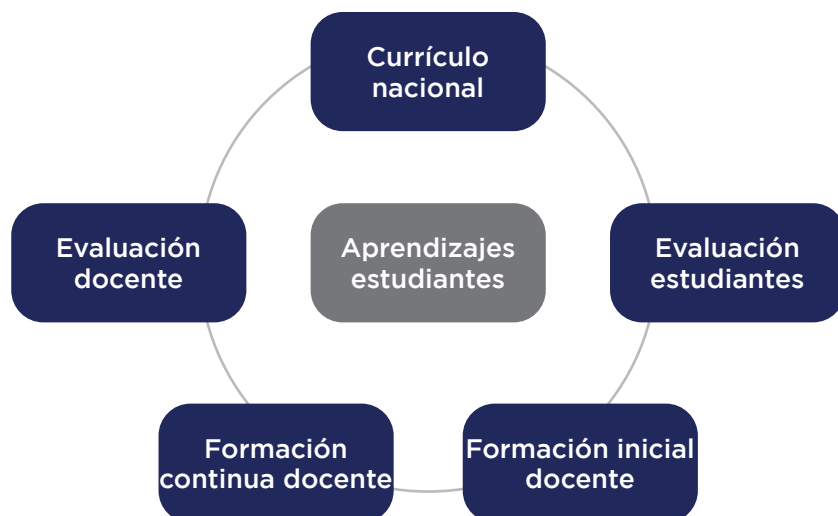 Currículo
nacional
Evaluación
docente
Aprendizajes
estudiantes
Evaluación
estudiantes
Formación
continua docente
Formación inicial
docente